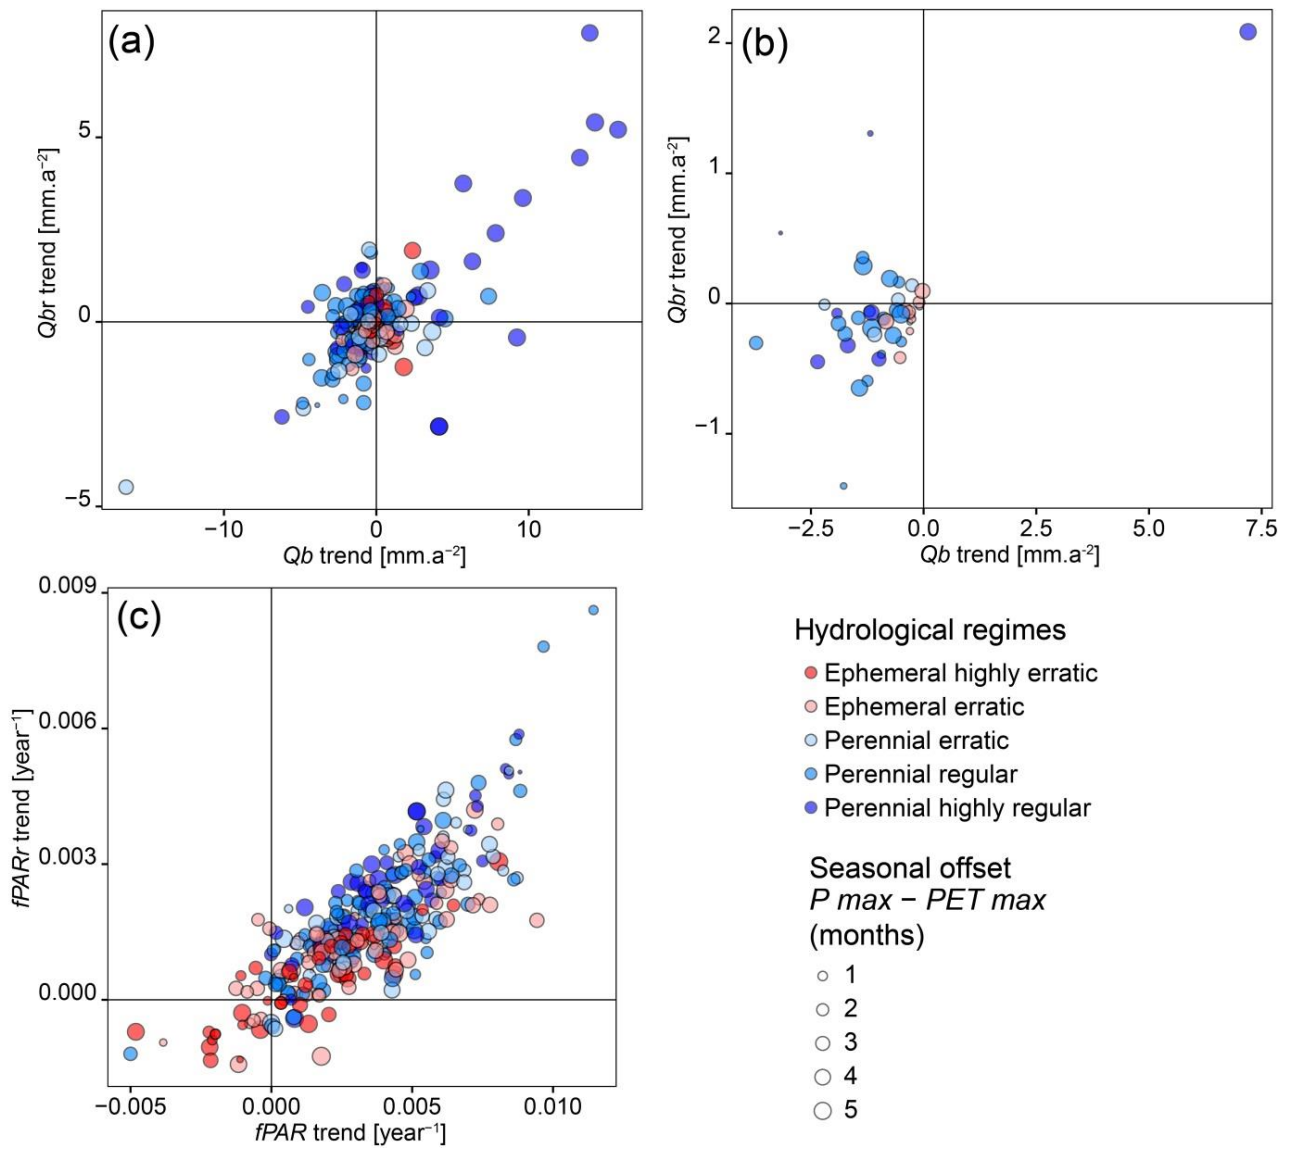 (a)
Qbr trend [mm.a−2]
5
0
−5
−10
0
10
Qb trend [mm.a−2]
(b)
Qbr trend [mm.a-2]
2
1
0
−1
−2.5
0.0
2.5
5.0
7.5
Qb trend [mm.a−2]
(c)
fPARr trend [year−1]
0.009
0.006
0.003
0.000
−0.005
0.000
0.005
0.010
fPAR trend [year−1]
Hydrological regimes
Ephemeral highly erratic
Ephemeral erratic
Perennial erratic
Perennial regular
Perennial highly regular
Seasonal offset
P max − PET max
(months)
1
2
3
4
5